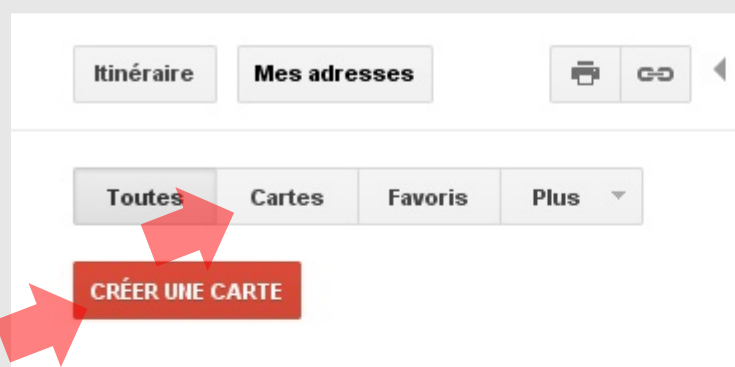 Itinéraire Mes adresses
Toutes Cartes Favoris Plus
CRÉER UNE CARTE